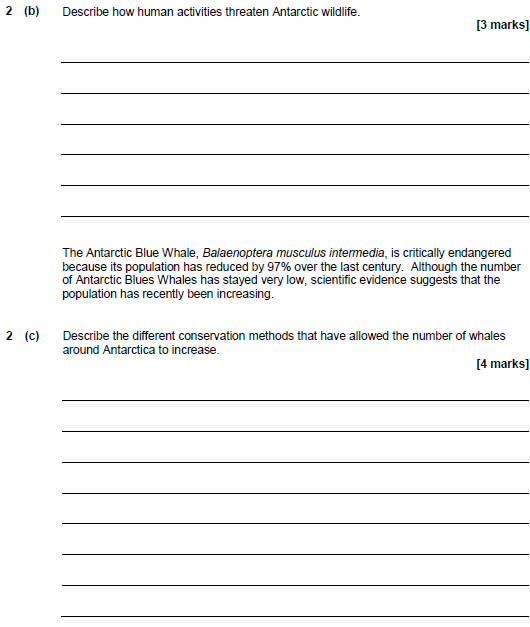 2 (b) Describe how human activities threaten Antarctic wildlife.
[3 marks]
The Antarctic Blue Whale, Balaenoptera musculus intermedia, is critically endangered
because its population has reduced by 97% over the last century. Although the number
of Antarctic Blues Whales has stayed very low, scientific evidence suggests that the
population has recently been increasing.
2 (c) Describe the different conservation methods that have allowed the number of whales
around Antarctica to increase.
[4 marks]